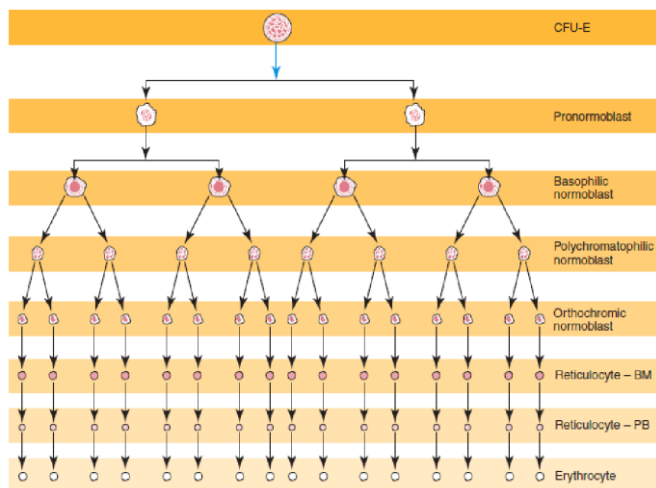 CFU-E
Pronormoblast
Basophilic
normoblast
Polychromatophilic
normoblast
Orthochromic
normoblast
Reticulocyte – BM
Reticulocyte – PB
Erythrocyte